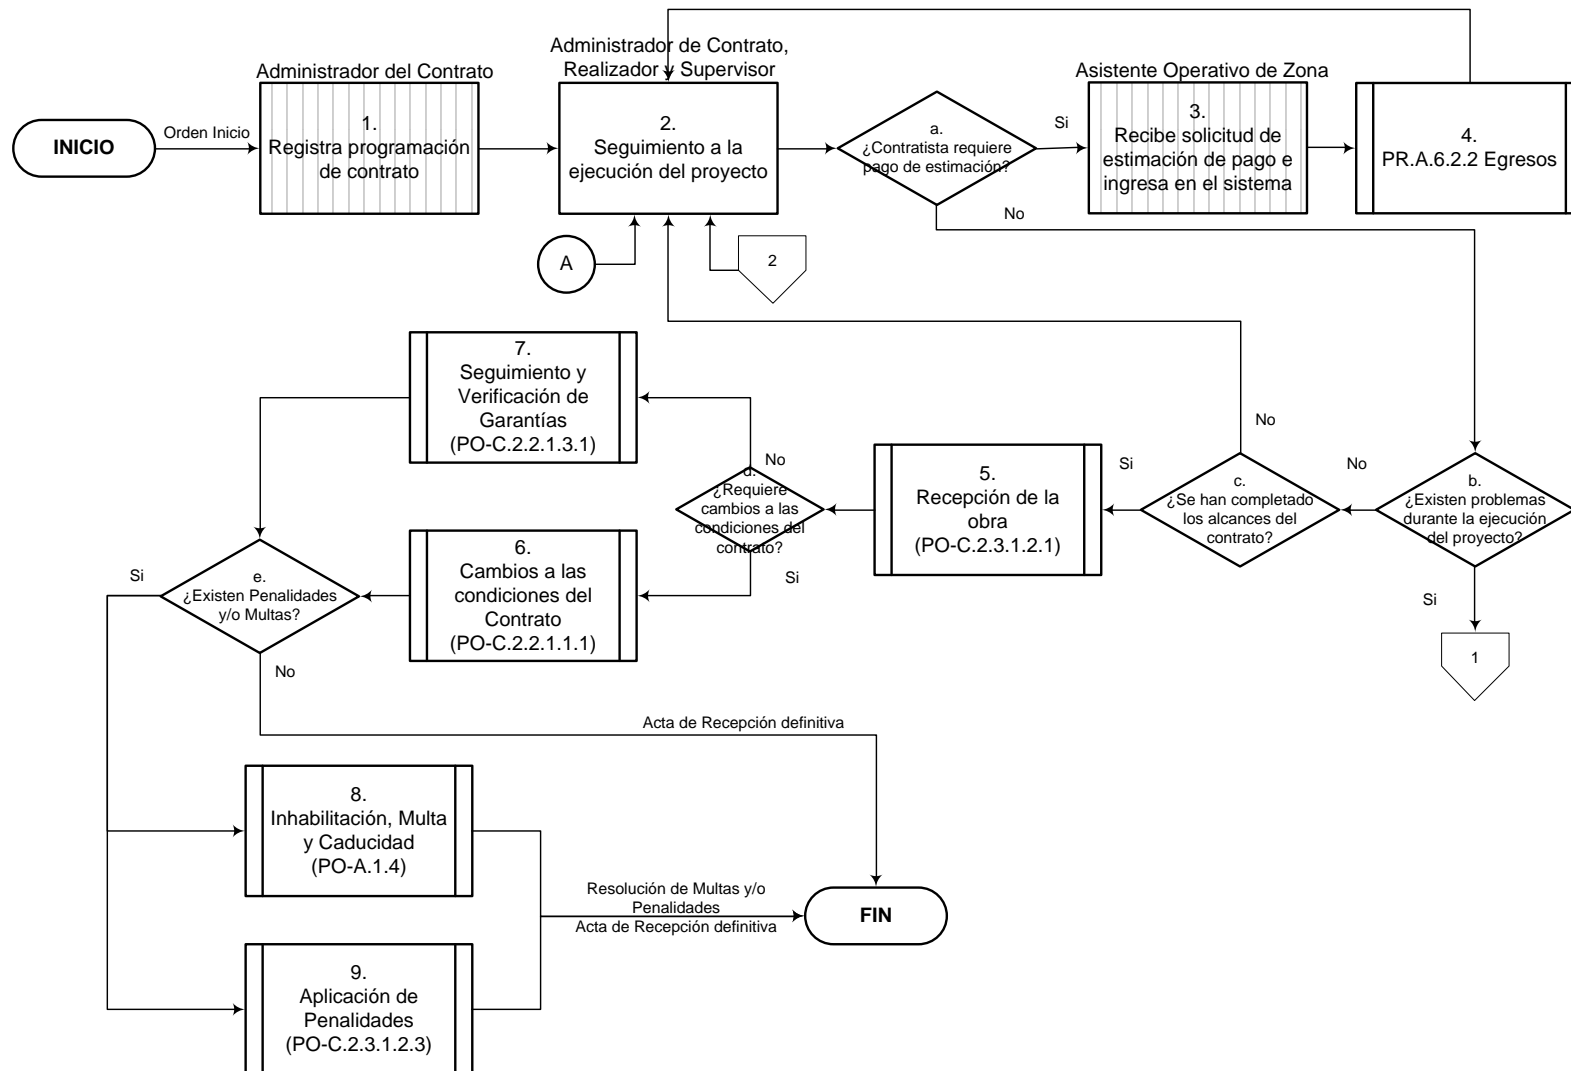 Administrador de Contrato,
Realizador y Supervisor
Administrador del Contrato
Asistente Operativo de Zona
INICIO
Orden Inicio
1.
Registra programación
de contrato
2.
Seguimiento a la
ejecución del proyecto
a.
¿Contratista requiere
pago de estimación?
Si
No
3.
Recibe solicitud de
estimación de pago e
ingresa en el sistema
4.
PR.A.6.2.2 Egresos
A
2
7.
Seguimiento y
Verificación de
Garantías
(PO-C.2.2.1.3.1)
No
d.
¿Requiere
cambios a las
condiciones del
contrato?
Si
5.
Recepción de la
obra
(PO-C.2.3.1.2.1)
Si
No
c.
¿Se han completado
los alcances del
contrato?
No
b.
¿Existen problemas
durante la ejecución
del proyecto?
Si
1
6.
Cambios a las
condiciones del
Contrato
(PO-C.2.2.1.1.1)
Si
e.
¿Existen Penalidades
y/o Multas?
No
Acta de Recepción definitiva
8.
Inhabilitación, Multa
y Caducidad
(PO-A.1.4)
Resolución de Multas y/o
Penalidades
Acta de Recepción definitiva
FIN
9.
Aplicación de
Penalidades
(PO-C.2.3.1.2.3)